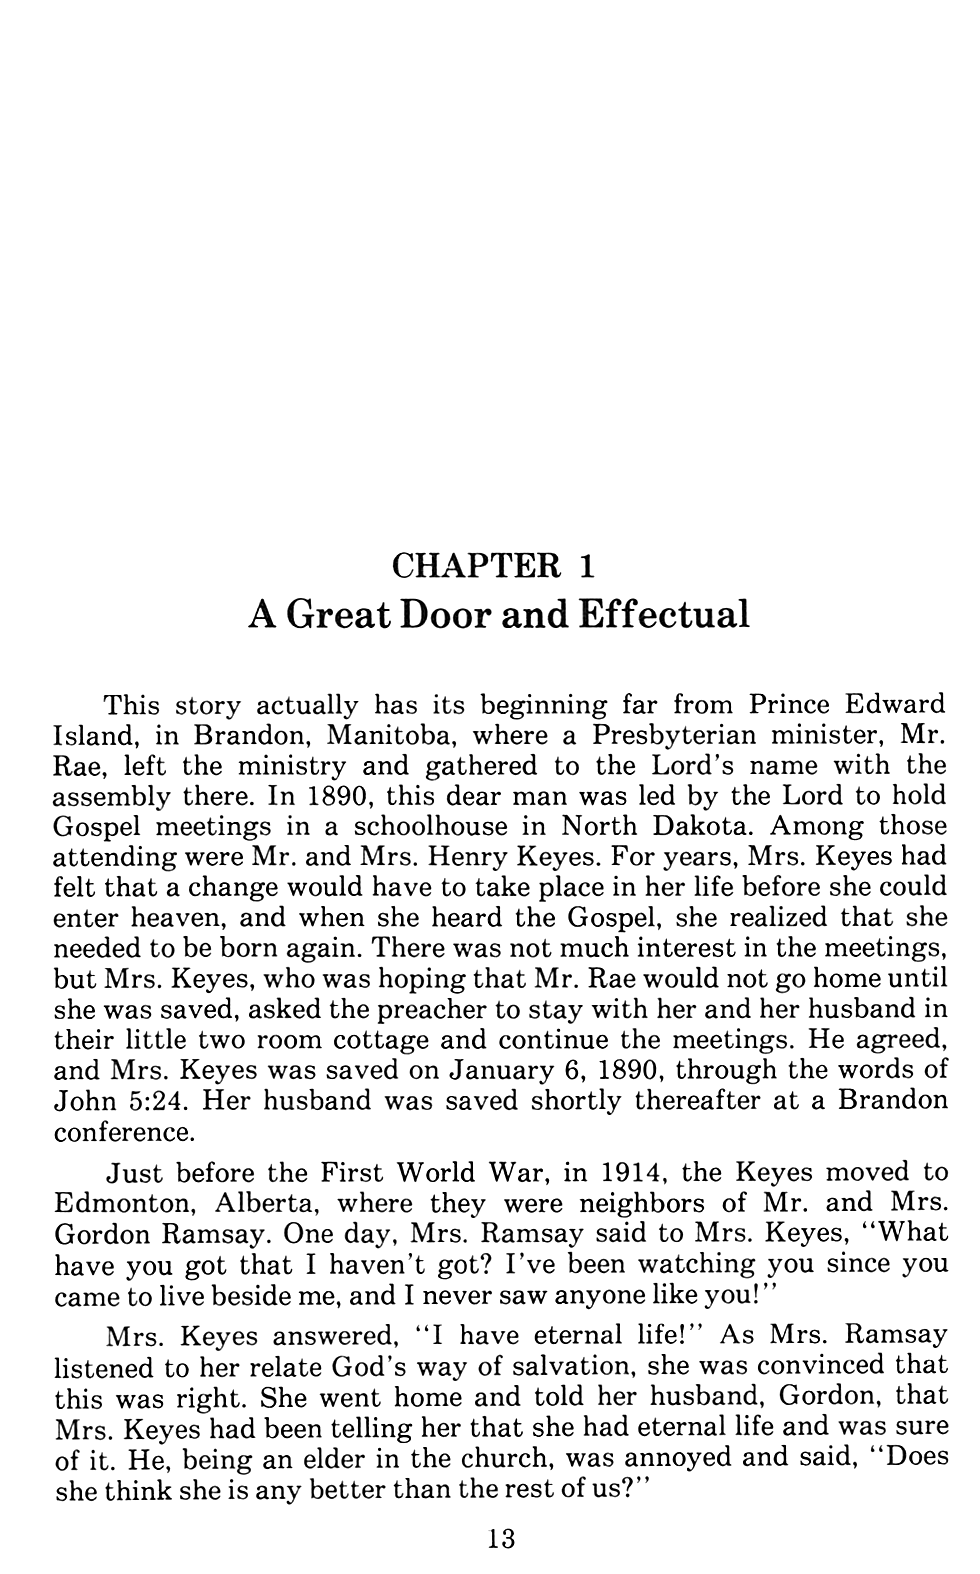 CHAPTER 1
A Great Door and Effectual
This story actually has its beginning far from Prince Edward
Island, in Brandon, Manitoba, where a Presbyterian minister, Mr.
Rae, left the ministry and gathered to the Lord's name with the
assembly there. In 1890, this dear man was led by the Lord to hold
Gospel meetings in a schoolhouse in North Dakota. Among those
attending were Mr. and Mrs. Henry Keyes. For years, Mrs. Keyes had
felt that a change would have to take place in her life before she could
enter heaven, and when she heard the Gospel, she realized that she
needed to be born again. There was not much interest in the meetings,
but Mrs. Keyes, who was hoping that Mr. Rae would not go home until
she was saved, asked the preacher to stay with her and her husband in
their little two room cottage and continue the meetings. He agreed,
and Mrs. Keyes was saved on January 6, 1890, through the words of
John 5:24. Her husband was saved shortly thereafter at a Brandon
conference.
Just before the First World War, in 1914, the Keyes moved to
Edmonton, Alberta, where they were neighbors of Mr. and Mrs.
Gordon Ramsay. One day, Mrs. Ramsay said to Mrs. Keyes, "What
have you got that I haven't got? I've been watching you since you
came to live beside me, and I never saw anyone like you!"
Mrs. Keyes answered, "I have eternal life!" As Mrs. Ramsay
listened to her relate God's way of salvation, she was convinced that
this was right. She went home and told her husband, Gordon, that
Mrs. Keyes had been telling her that she had eternal life and was sure
of it. He, being an elder in the church, was annoyed and said, "Does
she think she is any better than the rest of us?"
13